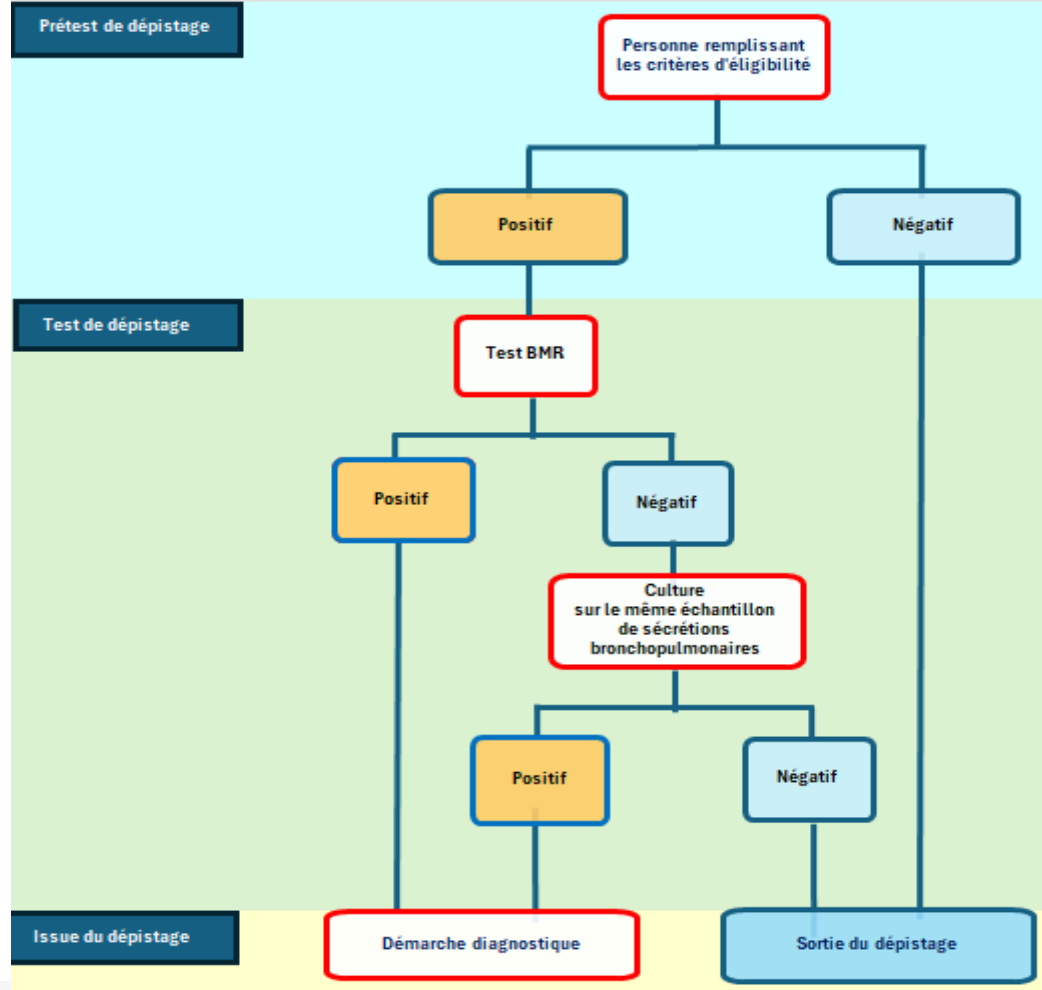 Prétest de dépistage
Personne remplissant
les critères d'éligibilité
Positif
Négatif
Test de dépistage
Test BMR
Positif
Négatif
Culture
sur le même échantillon
de sécrétions
bronchopulmonaires
Positif
Négatif
Issue du dépistage
Démarche diagnostique
Sortie du dépistage